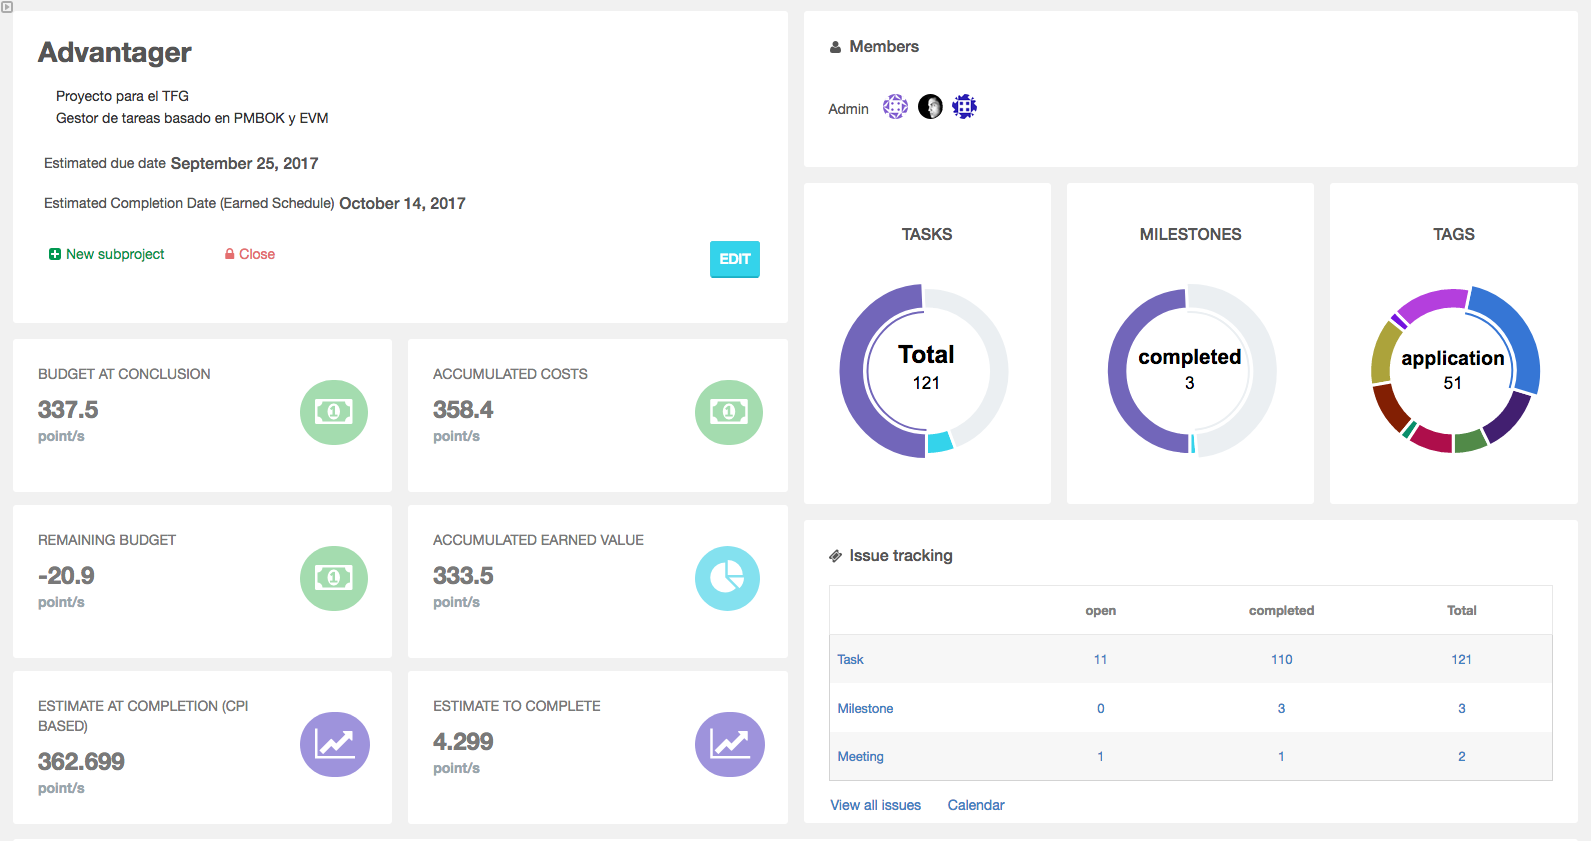 Advantager
Proyecto para el TFG
Gestor de tareas basado en PMBOK y EVM
Estimated due date September 25, 2017
Estimated Completion Date (Earned Schedule) October 14, 2017
New subproject
Close
EDIT
BUDGET AT CONCLUSION
337.5
point/s
ACCUMULATED COSTS
358.4
point/s
REMAINING BUDGET
-20.9
point/s
ACCUMULATED EARNED VALUE
333.5
point/s
ESTIMATE AT COMPLETION (CPI
BASED)
362.699
point/s
ESTIMATE TO COMPLETE
4.299
point/s
Members
Admin
TASKS
Total
121
MILESTONES
completed
3
TAGS
application
51
Issue tracking
open completed Total
Task 11 110 121
Milestone 0 3 3
Meeting 1 1 2
View all issues Calendar